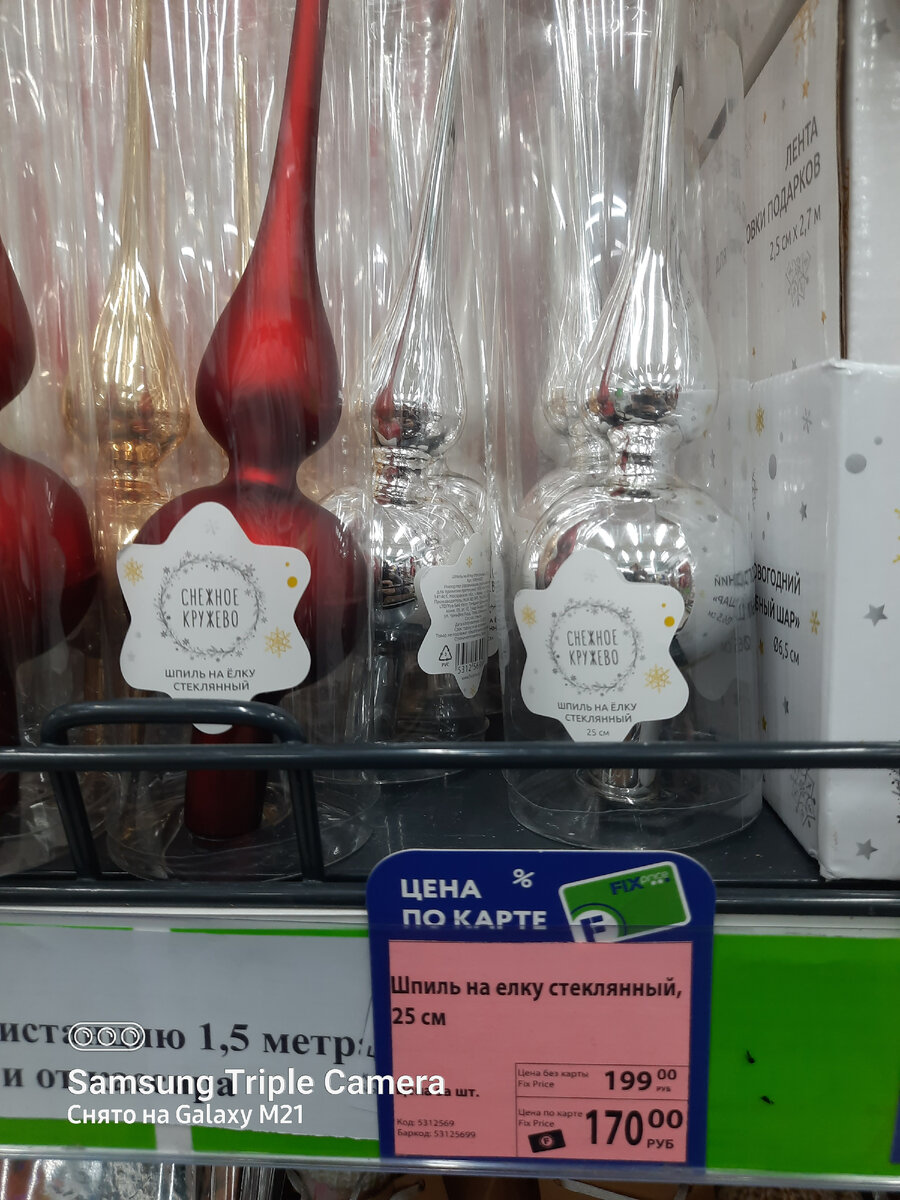 ЛЕНТА
ОВКИ ПОДАРКОВ
2,5 см x 2,7 м
СНЕЖНОЕ
КРУЖЕВО
ШПИЛЬ НА ЁЛКУ
СТЕКЛЯННЫЙ
СНЕЖНОЕ
КРУЖЕВО
ШПИЛЬ НА ЁЛКУ
СТЕКЛЯННЫЙ
25 см
ОВОГОДНИЙ
ШАР»
Ø6,5 см
ЦЕНА %
ПО КАРТЕ
FIX PRICE
F
Шпиль на елку стеклянный,
25 см
Цена без карты
Fix Price
199 00
РУБ
за шт.
Цена по карте
Fix Price
170 00
РУБ
Код: 5312569
Баркод: 53125699
1,5 метр
и от
Samsung Triple Camera
Снято на Galaxy M21